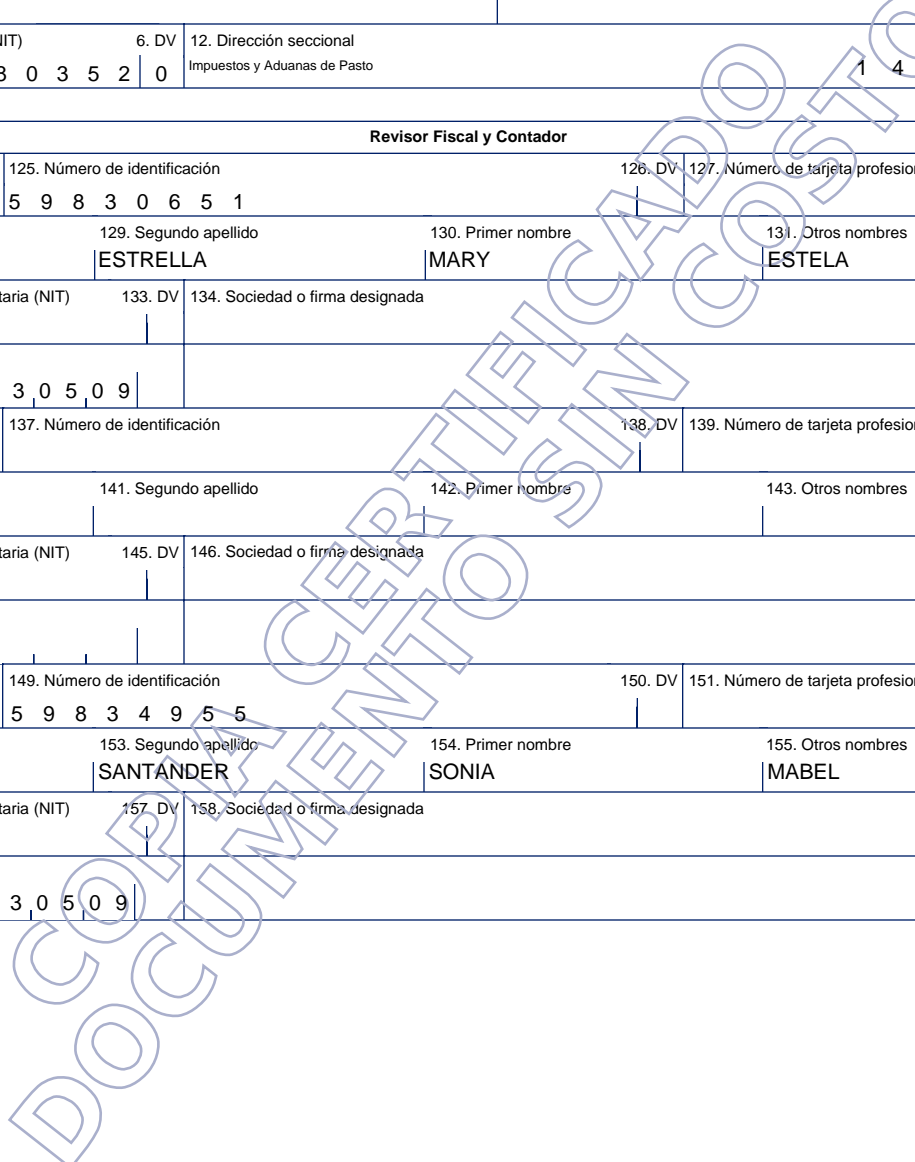 NIT) 6. DV 12. Dirección seccional
3 0 3 5 2 0 Impuestos y Aduanas de Pasto 1 4
Revisor Fiscal y Contador
125. Número de identificación 126. DV 127. Número de tarjeta profesion
5 9 8 3 0 6 5 1
129. Segundo apellido 130. Primer nombre 131. Otros nombres
ESTRELLA MARY ESTELA
taria (NIT) 133. DV 134. Sociedad o firma designada
3 0 5 0 9
137. Número de identificación 138. DV 139. Número de tarjeta profesion
141. Segundo apellido 142. Primer nombre 143. Otros nombres
taria (NIT) 145. DV 146. Sociedad o firma designada
149. Número de identificación 150. DV 151. Número de tarjeta profesion
5 9 8 3 4 9 5 5
153. Segundo apellido 154. Primer nombre 155. Otros nombres
SANTANDER SONIA MABEL
taria (NIT) 157. DV 158. Sociedad o firma designada
3 0 5 0 9
COPIA CERTIFICADO
DOCUMENTO SIN COSTO